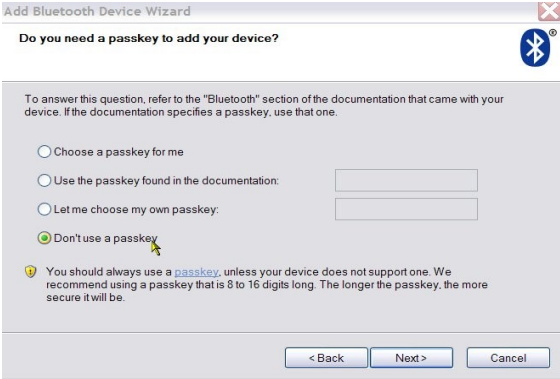 Add Bluetooth Device Wizard
Do you need a passkey to add your device?
®
To answer this question, refer to the "Bluetooth" section of the documentation that came with your
device. If the documentation specifies a passkey, use that one.
Choose a passkey for me
Use the passkey found in the documentation:
Let me choose my own passkey:
Don't use a passkey
You should always use a passkey, unless your device does not support one. We
recommend using a passkey that is 8 to 16 digits long. The longer the passkey, the more
secure it will be.
< Back Next > Cancel